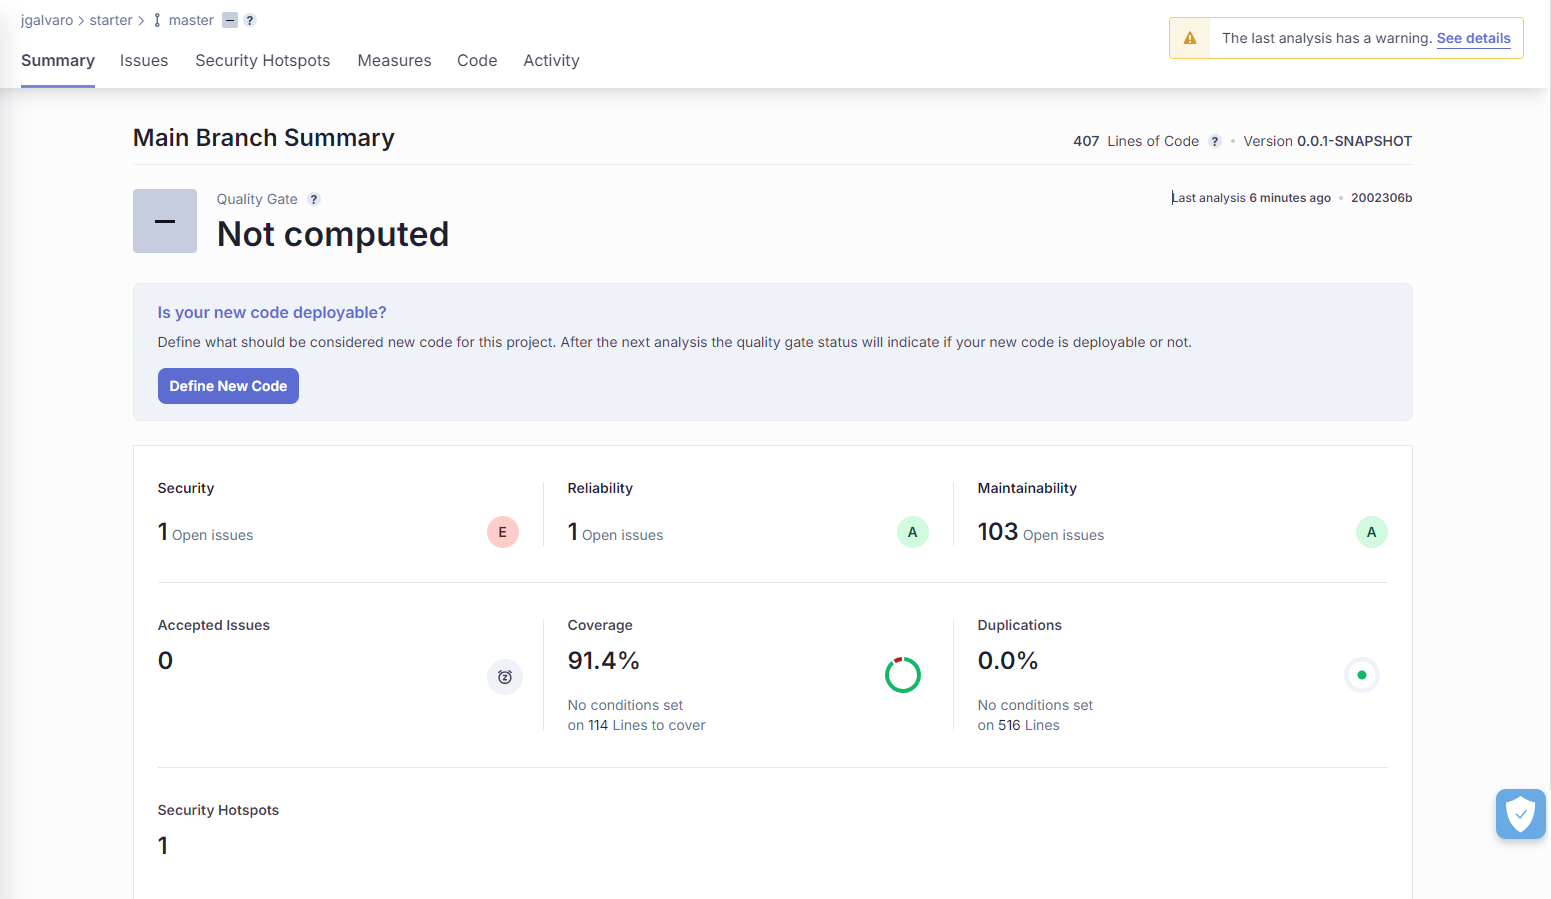 jgalvaro > starter > master – ?
The last analysis has a warning. See details
Summary Issues Security Hotspots Measures Code Activity
Main Branch Summary
407 Lines of Code ? • Version 0.0.1-SNAPSHOT
Quality Gate ?
Last analysis 6 minutes ago • 2002306b
Not computed
Is your new code deployable?
Define what should be considered new code for this project. After the next analysis the quality gate status will indicate if your new code is deployable or not.
Define New Code
Security
1 Open issues
E
Reliability
1 Open issues
A
Maintainability
103 Open issues
A
Accepted Issues
0
Coverage
91.4%
No conditions set
on 114 Lines to cover
Duplications
0.0%
No conditions set
on 516 Lines
Security Hotspots
1